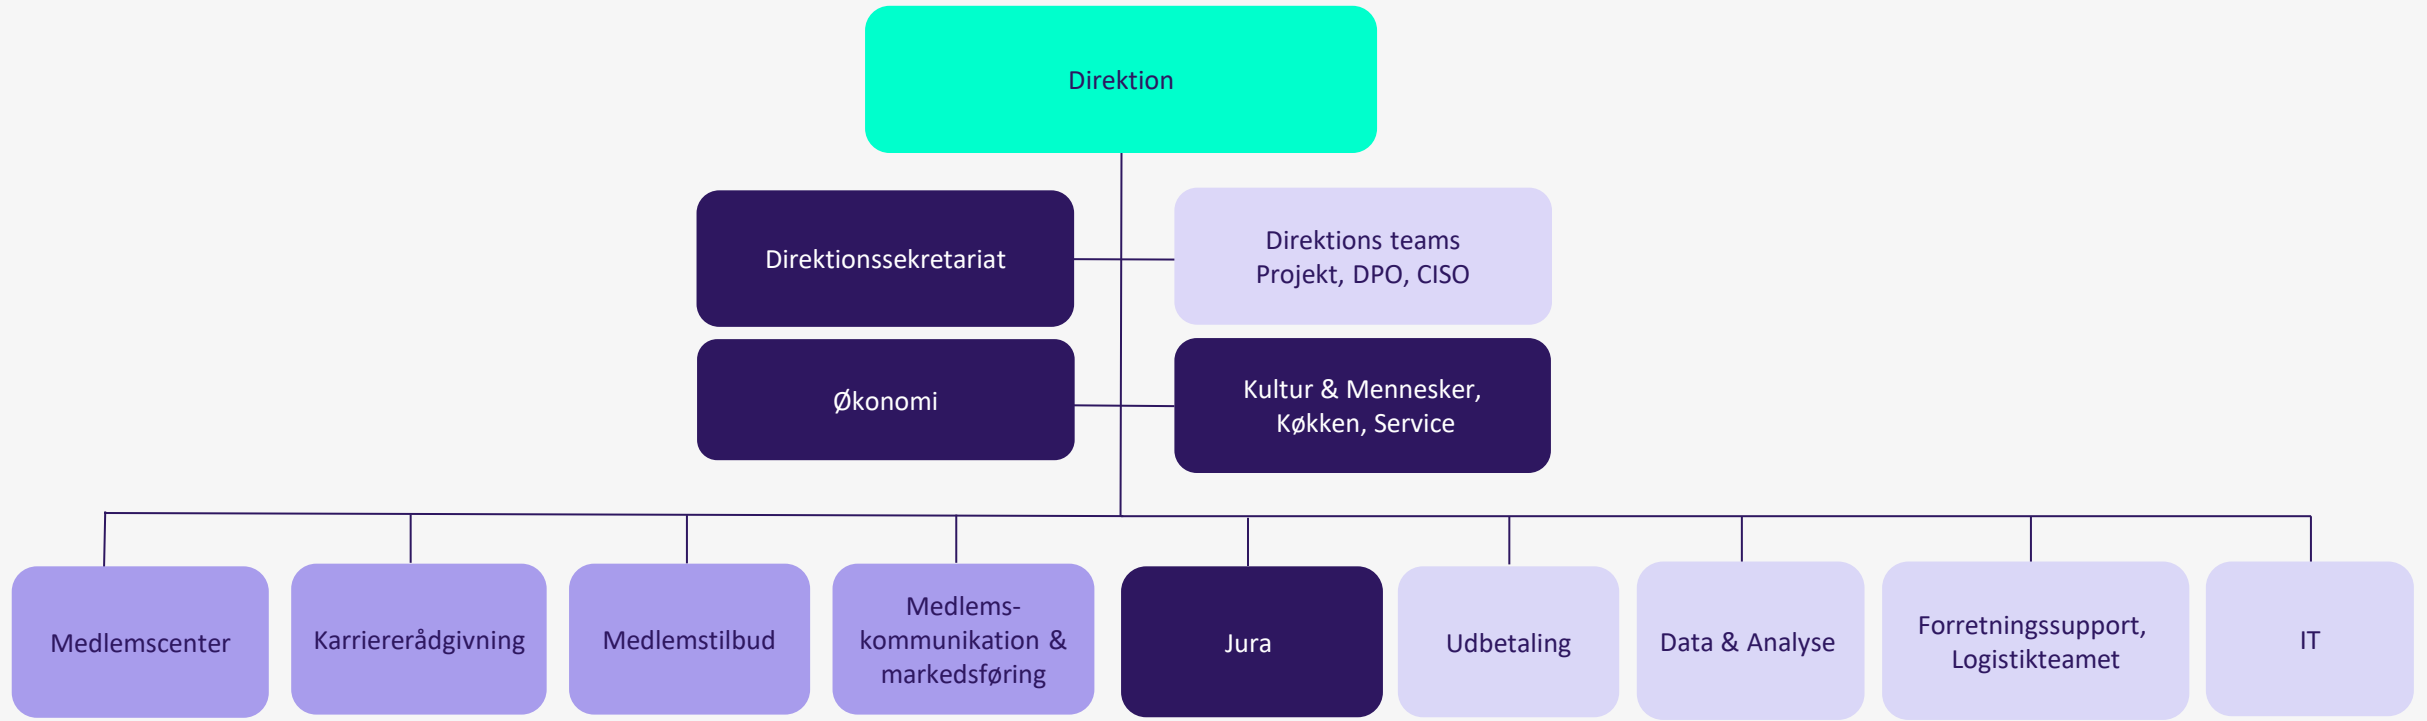 Direktion
Direktionssekretariat
Direktions teams
Projekt, DPO, CISO
Økonomi
Kultur & Mennesker,
Køkken, Service
Medlemscenter
Karriererådgivning
Medlemstilbud
Medlems-
kommunikation &
markedsføring
Jura
Udbetaling
Data & Analyse
Forretningssupport,
Logistikteamet
IT